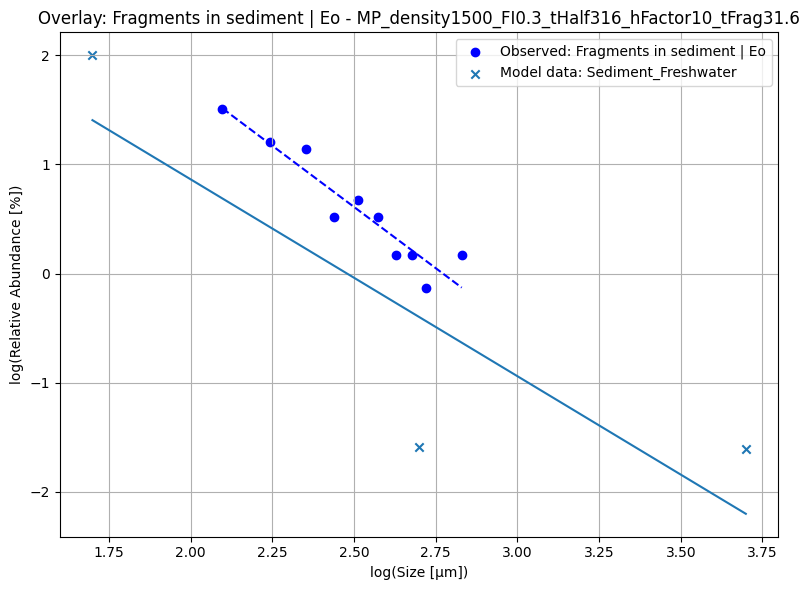 Overlay: Fragments in sediment | Eo - MP_density1500_FI0.3_tHalf316_hFactor10_tFrag31.6
Observed: Fragments in sediment | Eo
Model data: Sediment_Freshwater
log(Relative Abundance [%])
2
1
0
−1
−2
1.75 2.00 2.25 2.50 2.75 3.00 3.25 3.50 3.75
log(Size [μm])